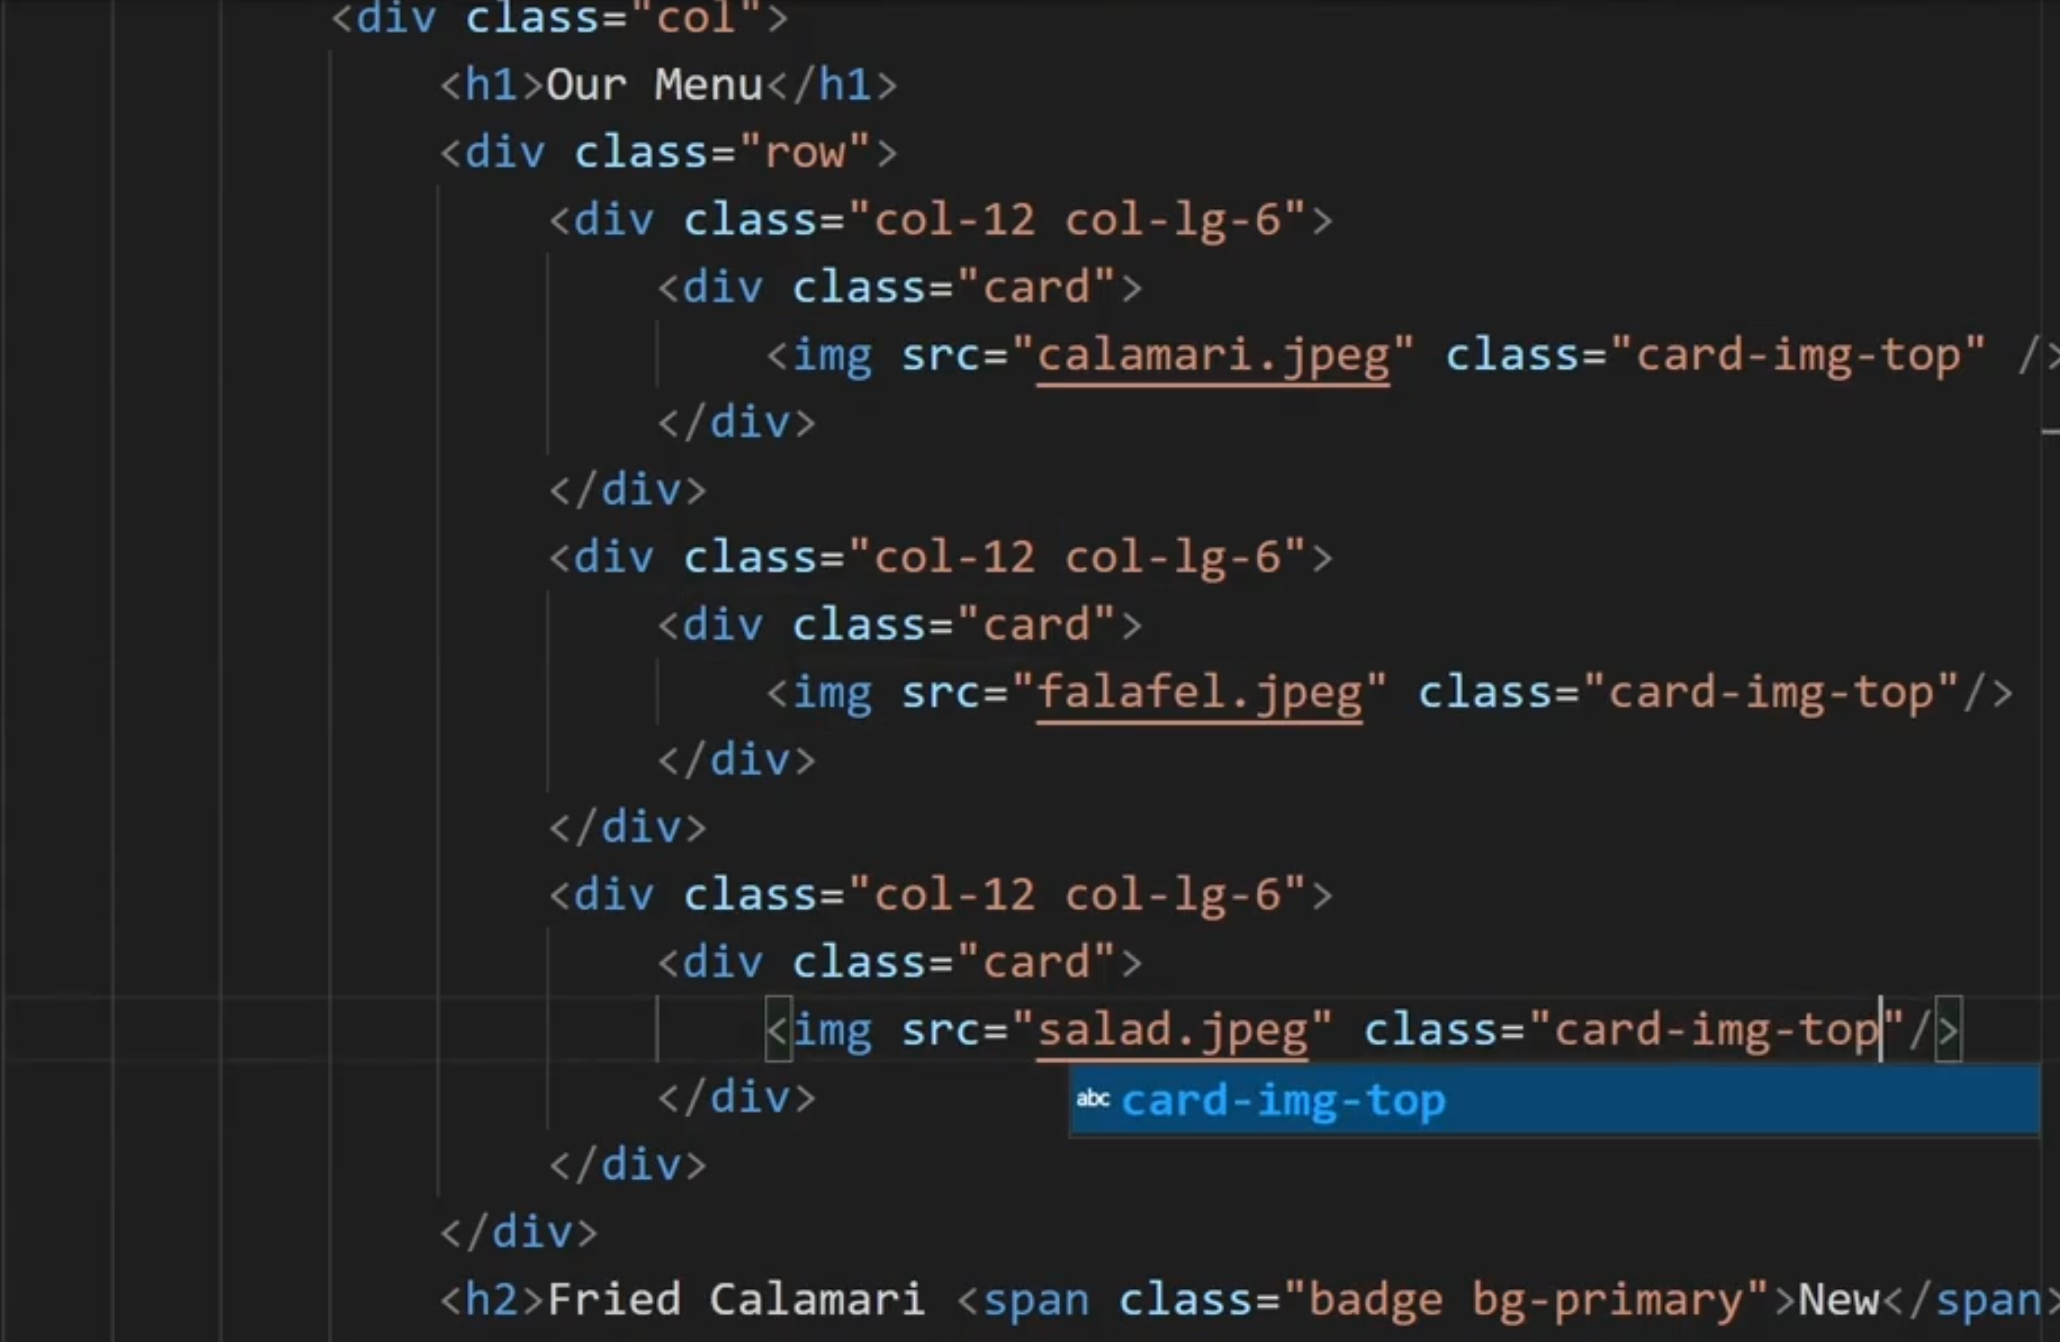 <div class="col">
<h1>Our Menu</h1>
<div class="row">
<div class="col-12 col-lg-6">
<div class="card">
<img src="calamari.jpeg" class="card-img-top" />
</div>
</div>
<div class="col-12 col-lg-6">
<div class="card">
<img src="falafel.jpeg" class="card-img-top"/>
</div>
</div>
<div class="col-12 col-lg-6">
<div class="card">
<img src="salad.jpeg" class="card-img-top"/>
</div>
abc card-img-top
</div>
</div>
<h2>Fried Calamari <span class="badge bg-primary">New</span>